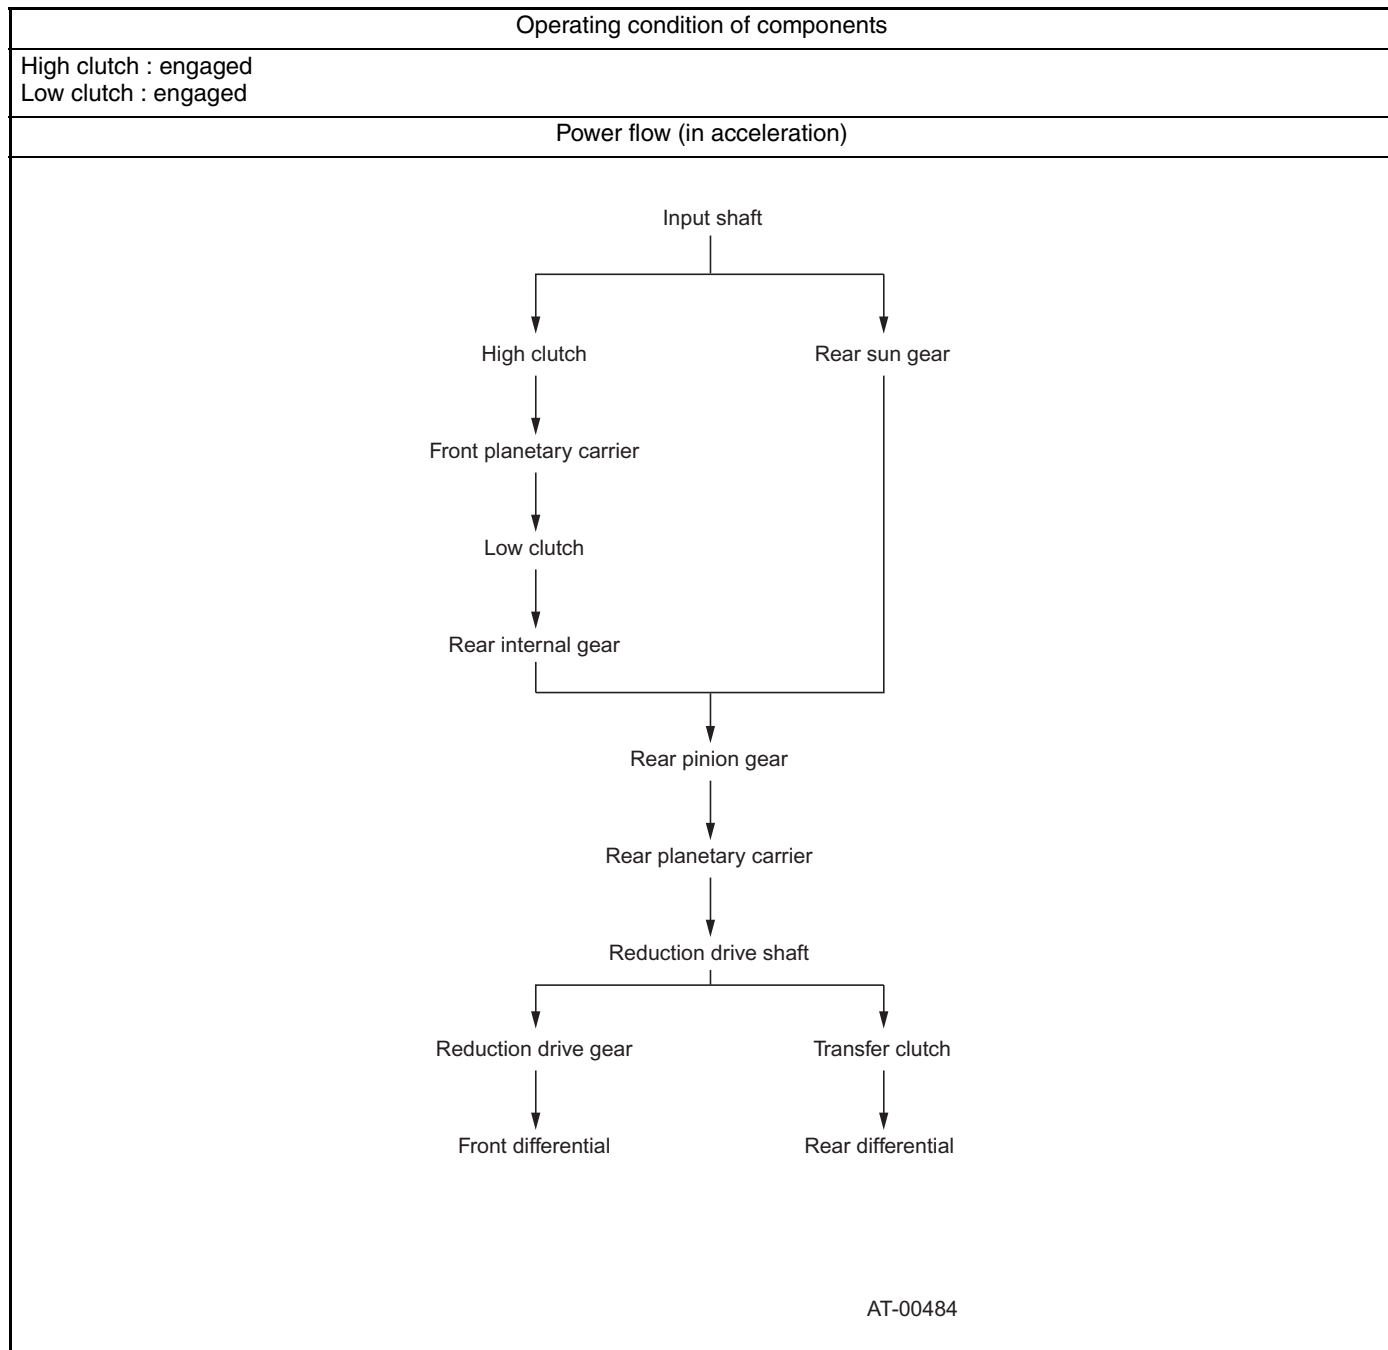 Operating condition of components
High clutch : engaged
Low clutch : engaged
Power flow (in acceleration)
Input shaft
High clutch
Rear sun gear
Front planetary carrier
Low clutch
Rear internal gear
Rear pinion gear
Rear planetary carrier
Reduction drive shaft
Reduction drive gear
Transfer clutch
Front differential
Rear differential
AT-00484